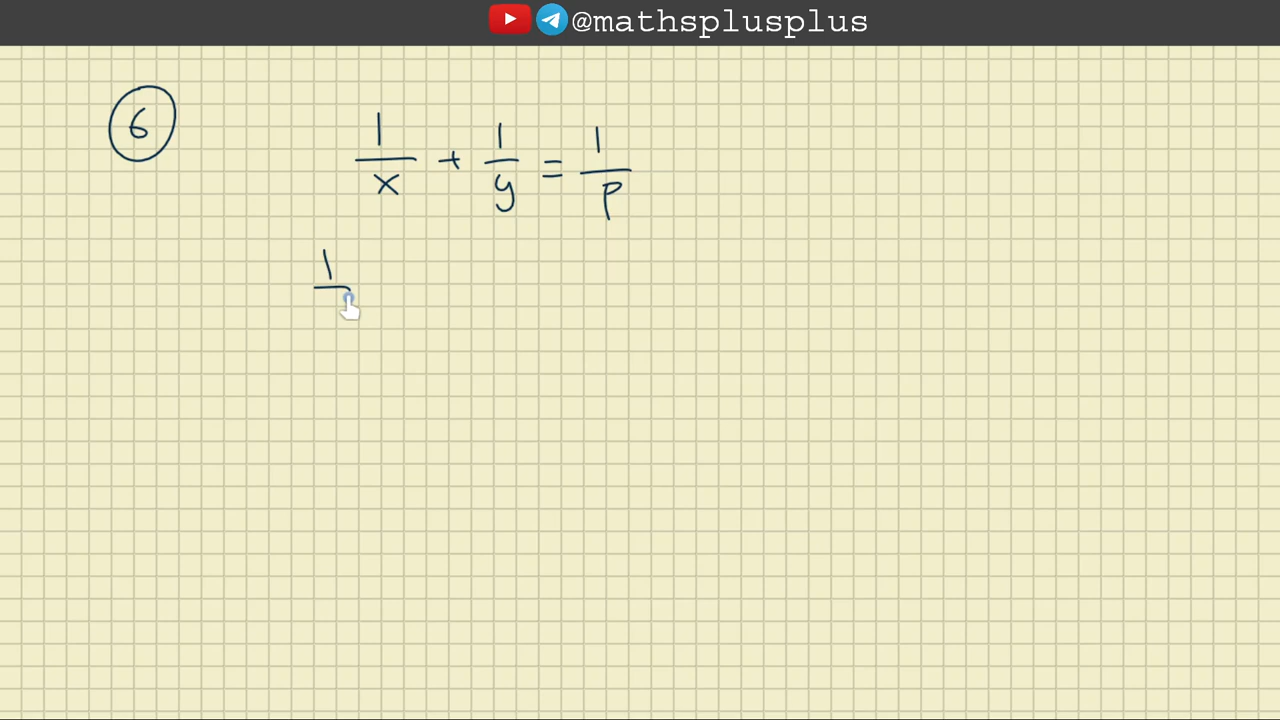 @mathsplusplus
6
1/x + 1/y = 1/p
1